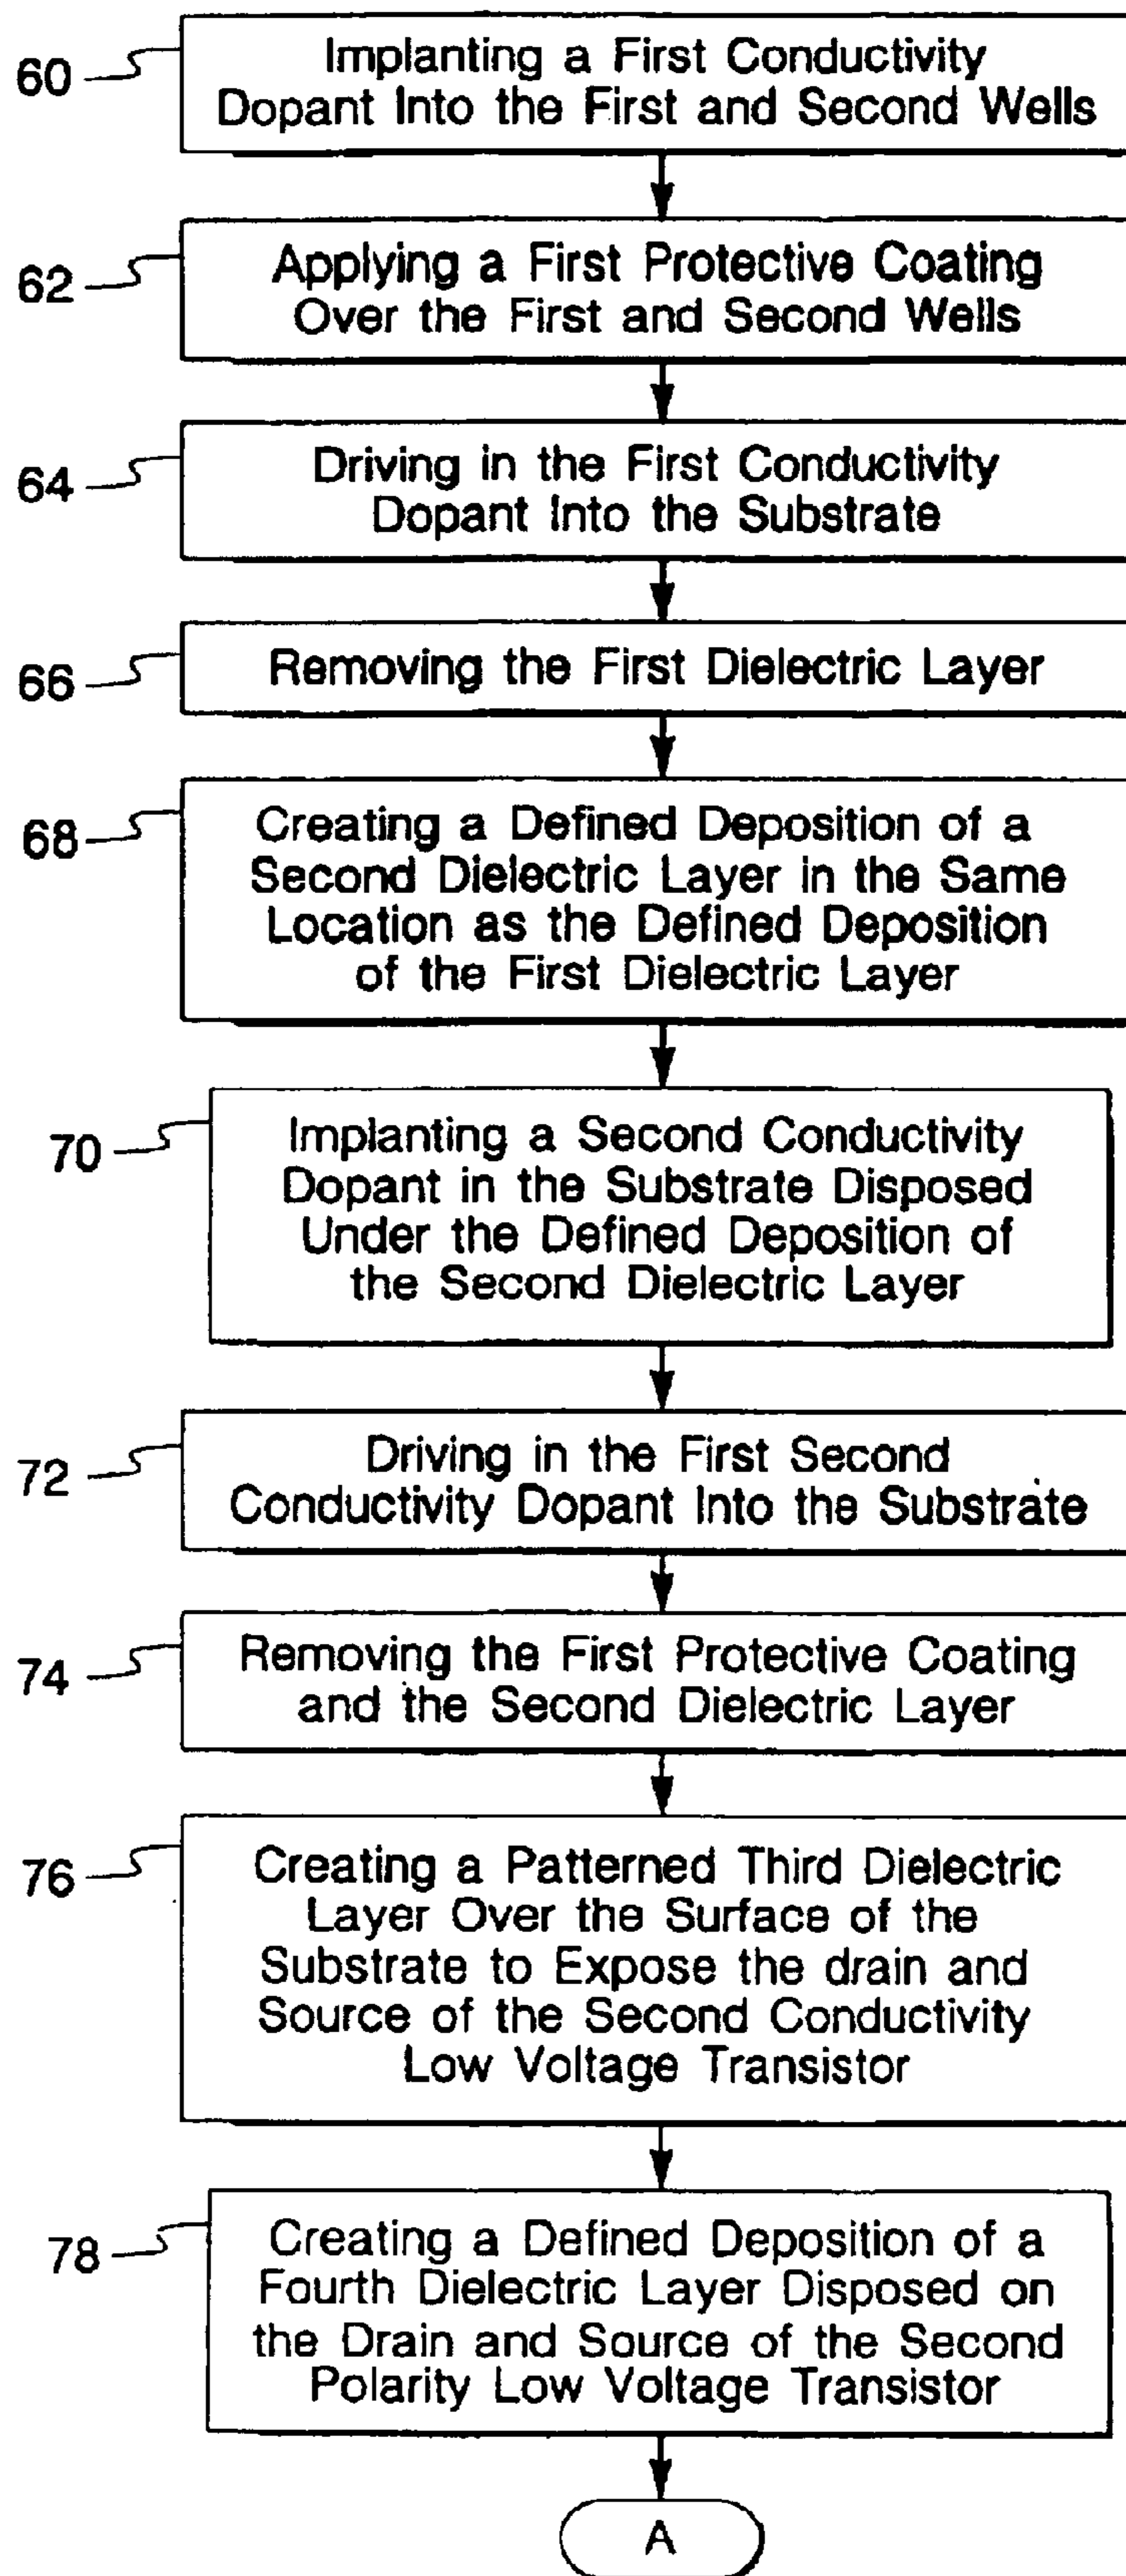 60
Implanting a First Conductivity
Dopant Into the First and Second Wells
62
Applying a First Protective Coating
Over the First and Second Wells
64
Driving in the First Conductivity
Dopant Into the Substrate
66
Removing the First Dielectric Layer
68
Creating a Defined Deposition of a
Second Dielectric Layer in the Same
Location as the Defined Deposition
of the First Dielectric Layer
70
Implanting a Second Conductivity
Dopant in the Substrate Disposed
Under the Defined Deposition of
the Second Dielectric Layer
72
Driving in the First Second
Conductivity Dopant Into the Substrate
74
Removing the First Protective Coating
and the Second Dielectric Layer
76
Creating a Patterned Third Dielectric
Layer Over the Surface of the
Substrate to Expose the drain and
Source of the Second Conductivity
Low Voltage Transistor
78
Creating a Defined Deposition of a
Fourth Dielectric Layer Disposed on
the Drain and Source of the Second
Polarity Low Voltage Transistor
A